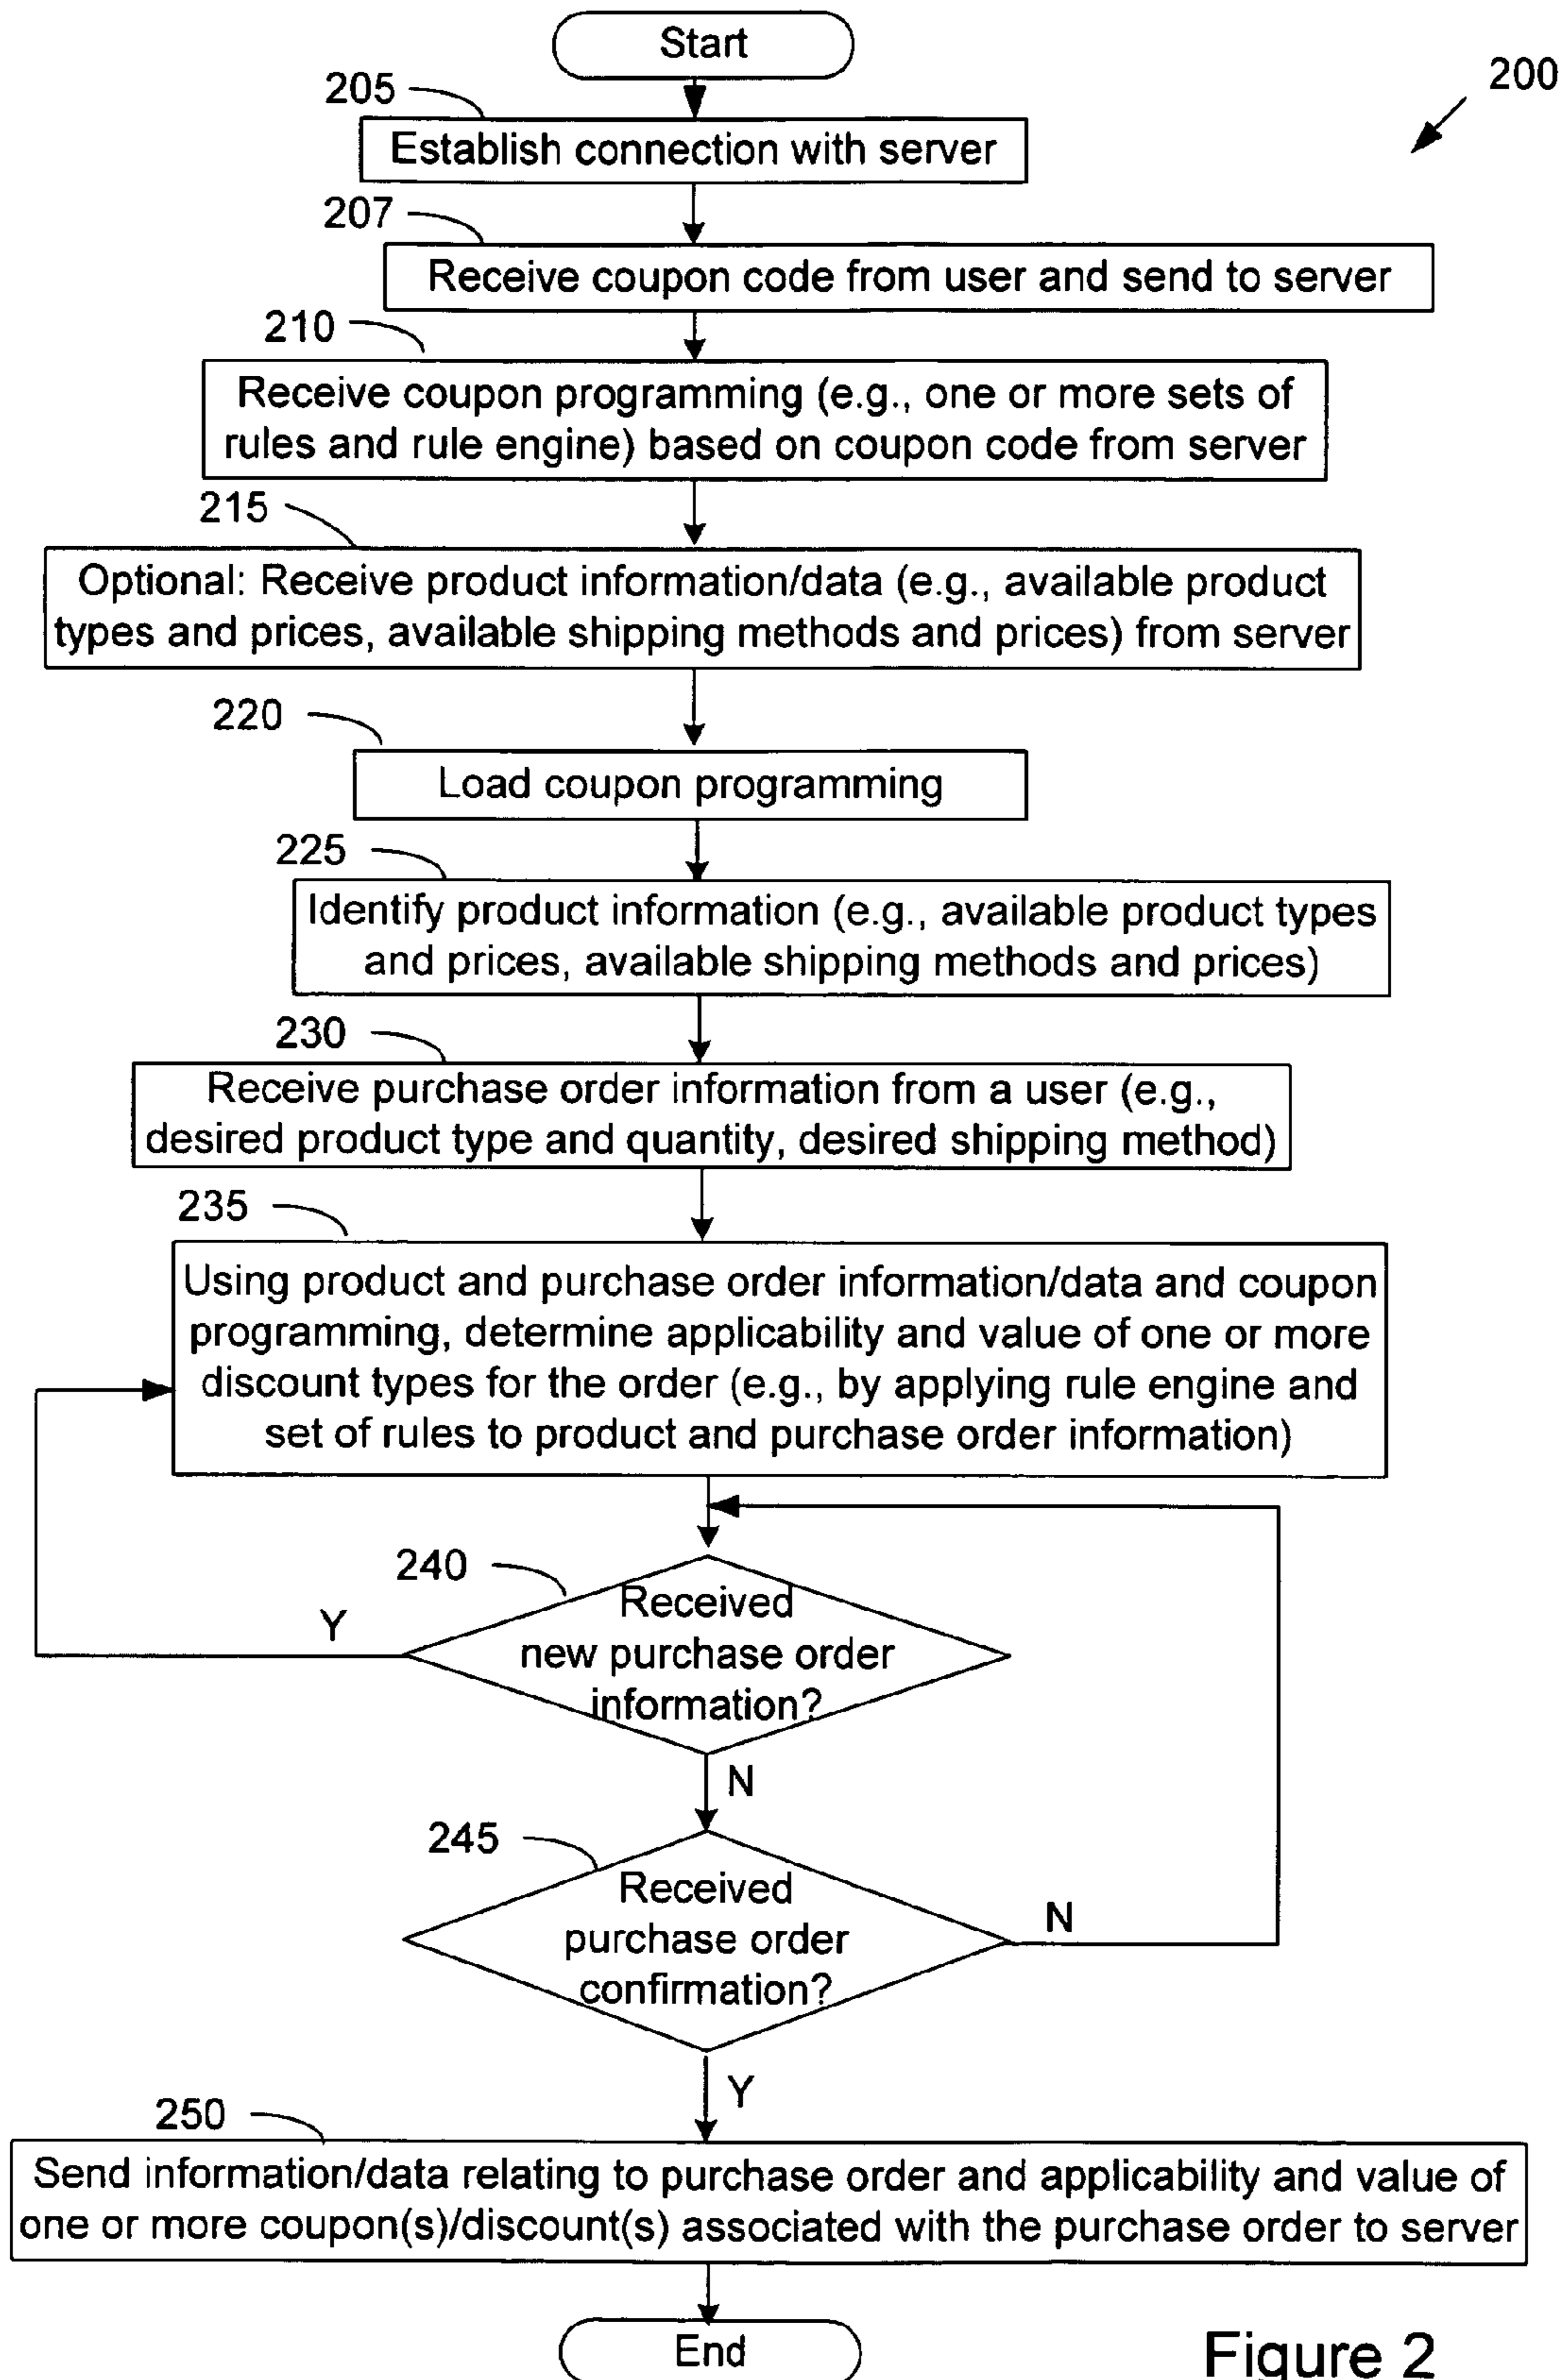 Start
200
205
Establish connection with server
207
Receive coupon code from user and send to server
210
Receive coupon programming (e.g., one or more sets of
rules and rule engine) based on coupon code from server
215
Optional: Receive product information/data (e.g., available product
types and prices, available shipping methods and prices) from server
220
Load coupon programming
225
Identify product information (e.g., available product types
and prices, available shipping methods and prices)
230
Receive purchase order information from a user (e.g.,
desired product type and quantity, desired shipping method)
235
Using product and purchase order information/data and coupon
programming, determine applicability and value of one or more
discount types for the order (e.g., by applying rule engine and
set of rules to product and purchase order information)
240
Received
new purchase order
information?
Y
N
245
Received
purchase order
confirmation?
N
Y
250
Send information/data relating to purchase order and applicability and value of
one or more coupon(s)/discount(s) associated with the purchase order to server
End
Figure 2